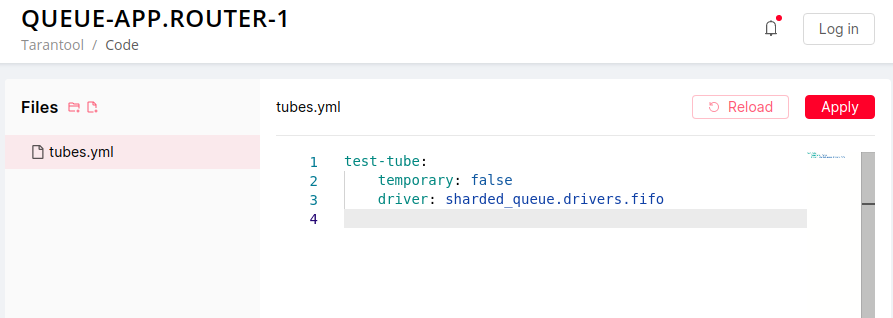 QUEUE-APP.ROUTER-1
Tarantool / Code
Log in
Files
tubes.yml
tubes.yml
Reload
Apply
1 test-tube:
2     temporary: false
3     driver: sharded_queue.drivers.fifo
4